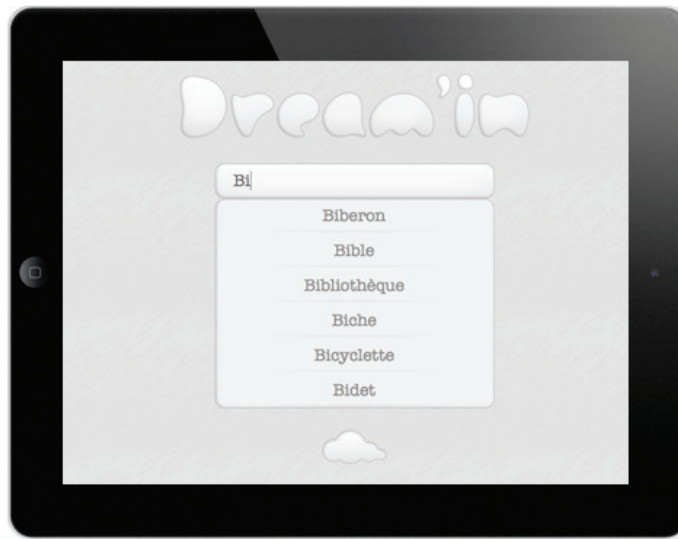 Dream'in
Bi
Biberon
Bible
Bibliothèque
Biche
Bicyclette
Bidet